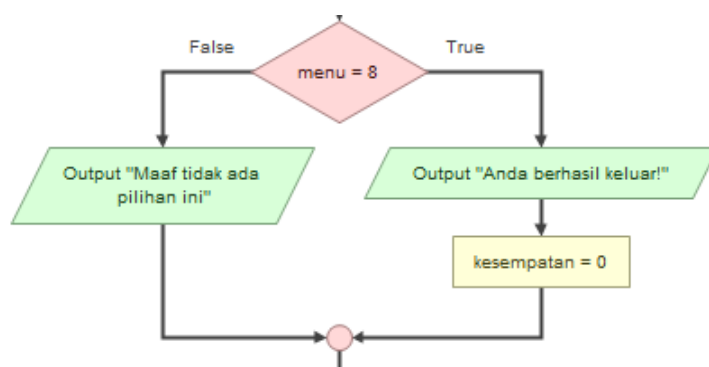 False
True
menu = 8
Output "Maaf tidak ada
pilihan ini"
Output "Anda berhasil keluar!"
kesempatan = 0